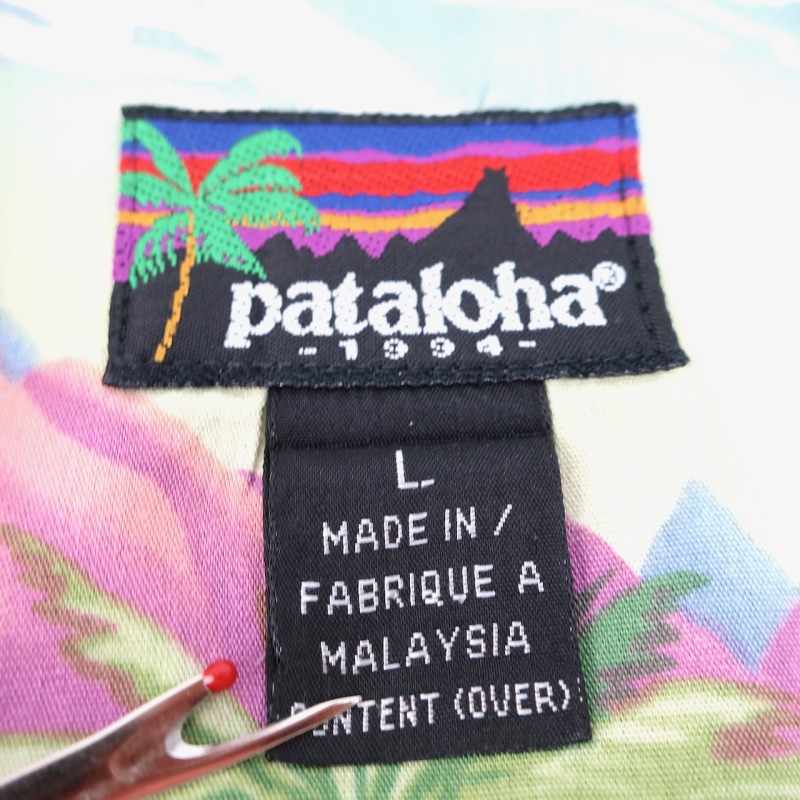 pataloha®
-1994-
L
MADE IN /
FABRIQUE A
MALAYSIA
CONTENT (OVER)